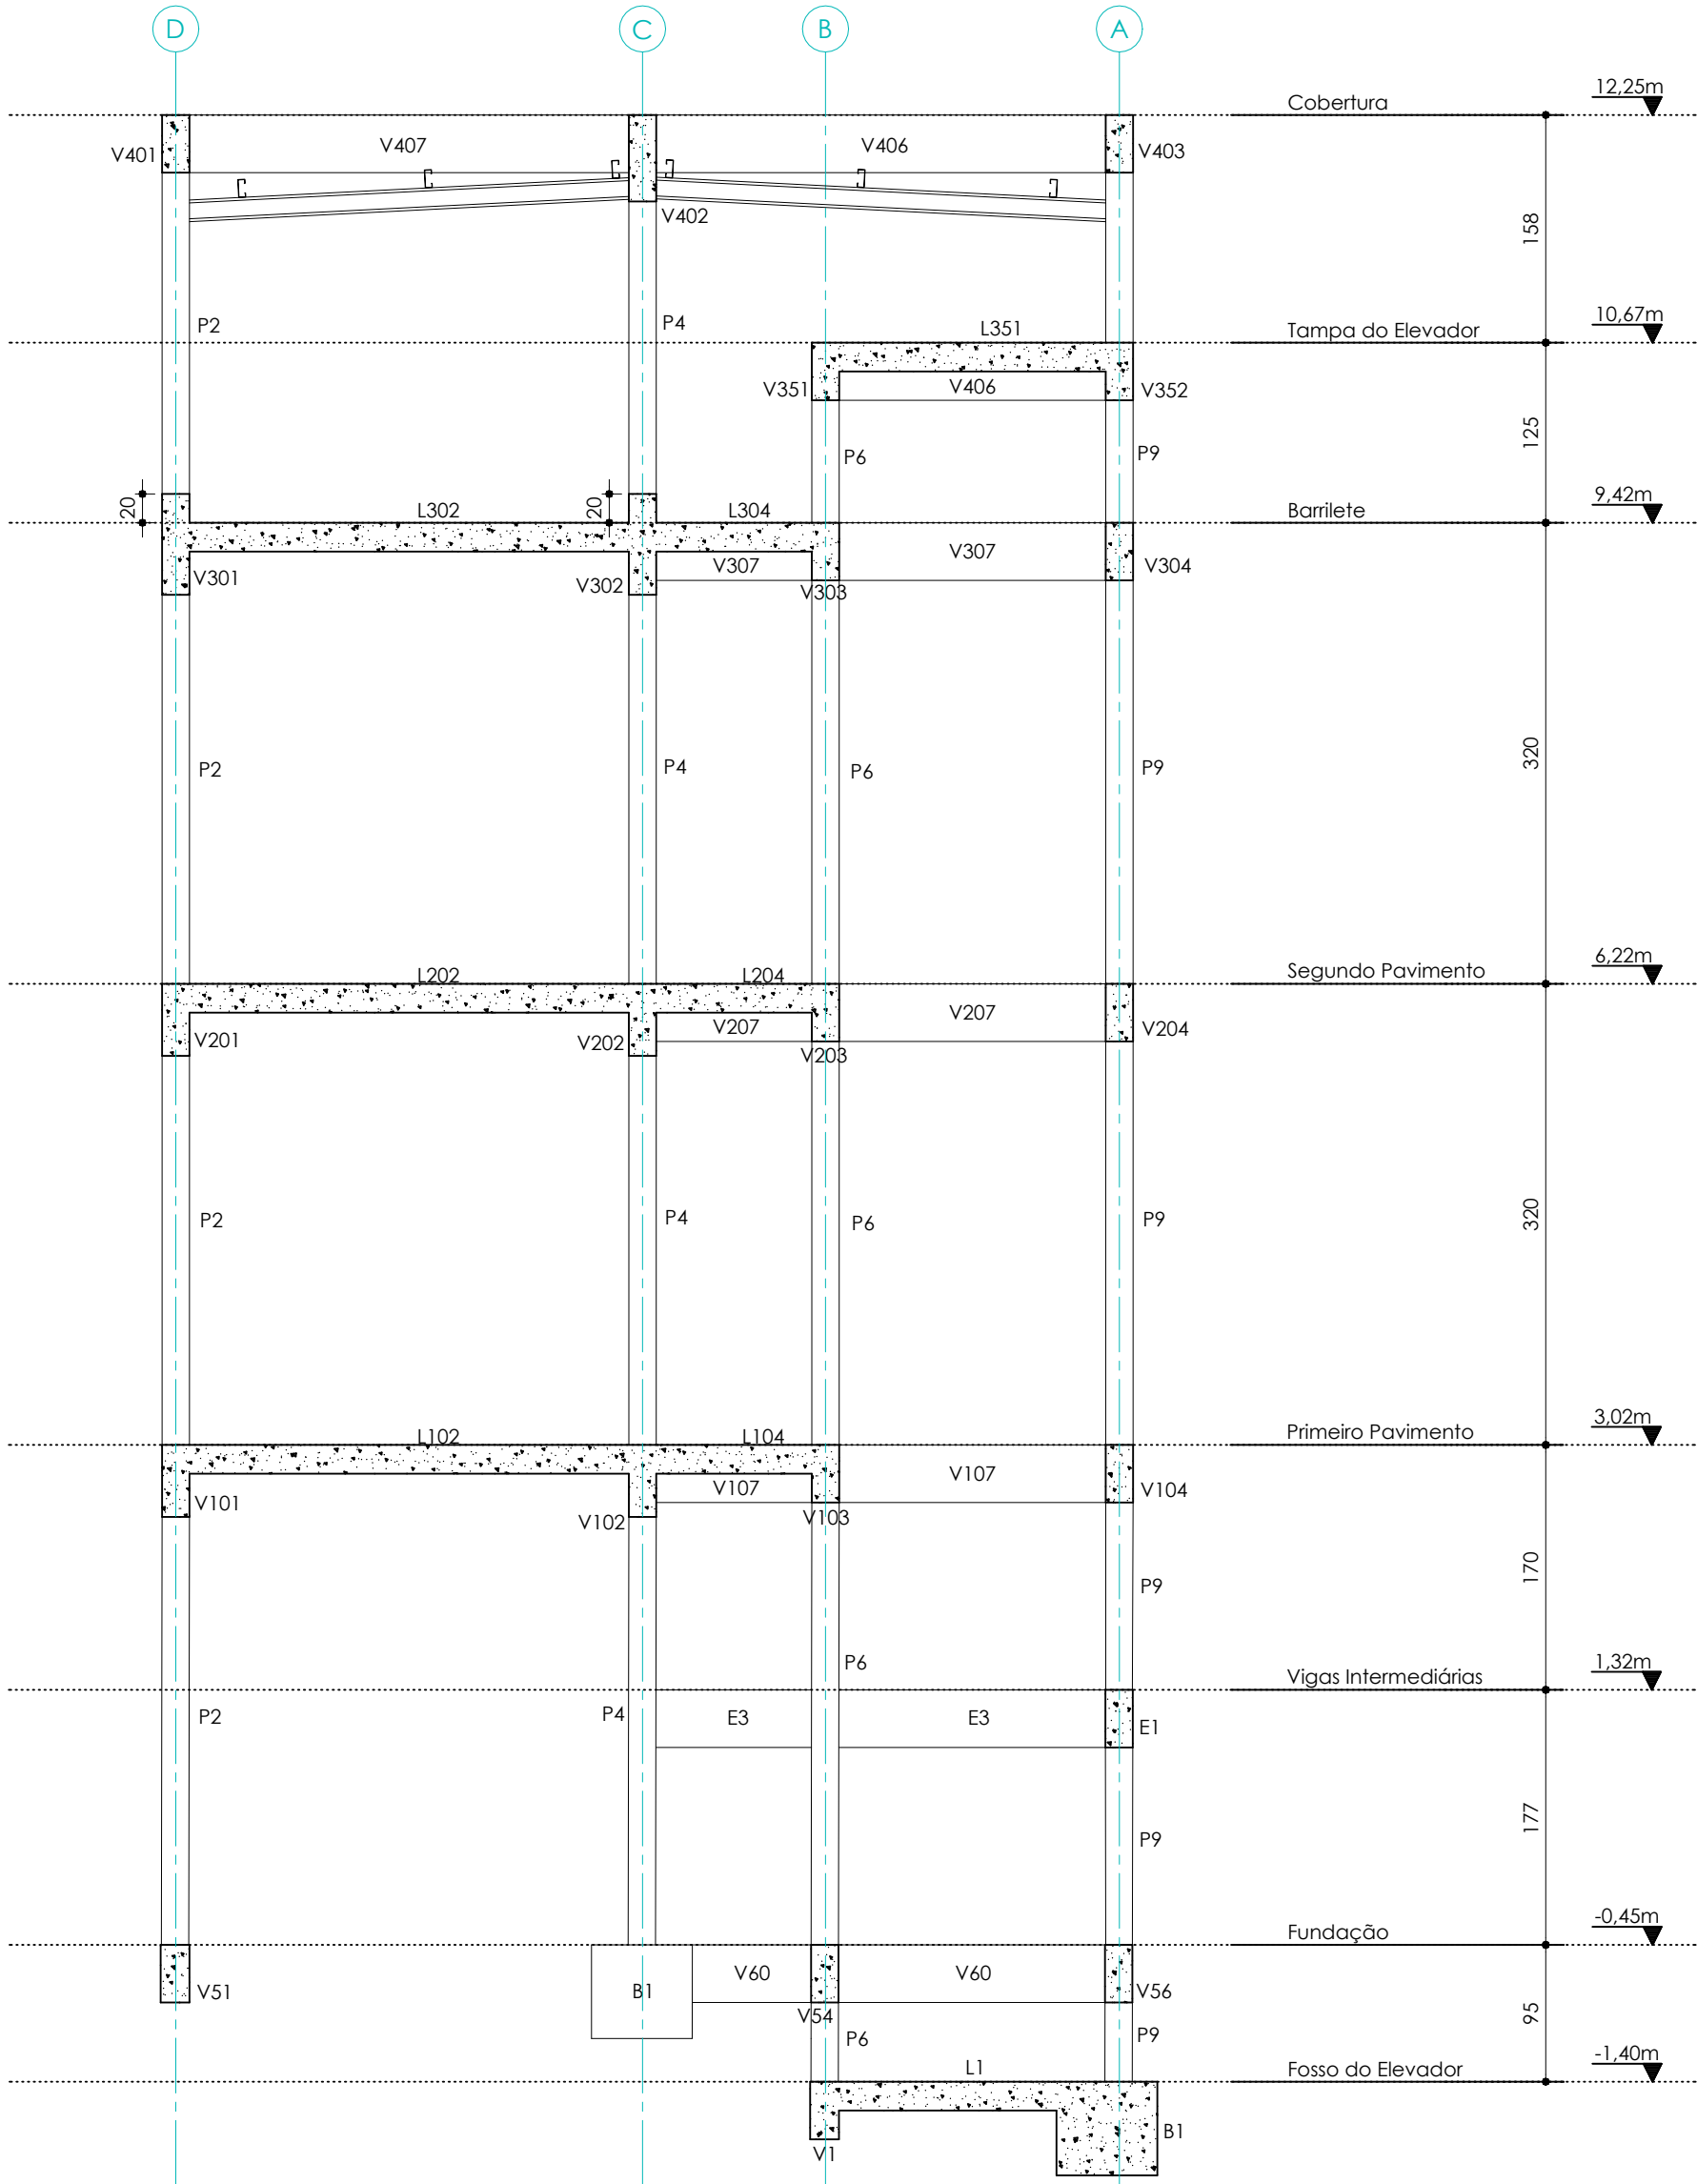 D C B A
12,25m
Cobertura
V401 V407 V406 V403
V402
158
P2 P4 L351 Tampa do Elevador 10,67m
V351 V406 V352
125
P6 P9
20 L302 20 L304 Barrilete 9,42m
V301 V302 V307 V303 V307 V304
P2 P4 P6 P9 320
L202 L204 Segundo Pavimento 6,22m
V201 V202 V207 V203 V207 V204
P2 P4 P6 P9 320
L102 L104 Primeiro Pavimento 3,02m
V101 V102 V107 V103 V107 V104
P9 170
P6 Vigas Intermediárias 1,32m
P2 P4 E3 E3 E1
P9 177
Fundação -0,45m
V51 B1 V60 V54 V60 V56
P6 P9 95
L1 Fosso do Elevador -1,40m
V1 B1